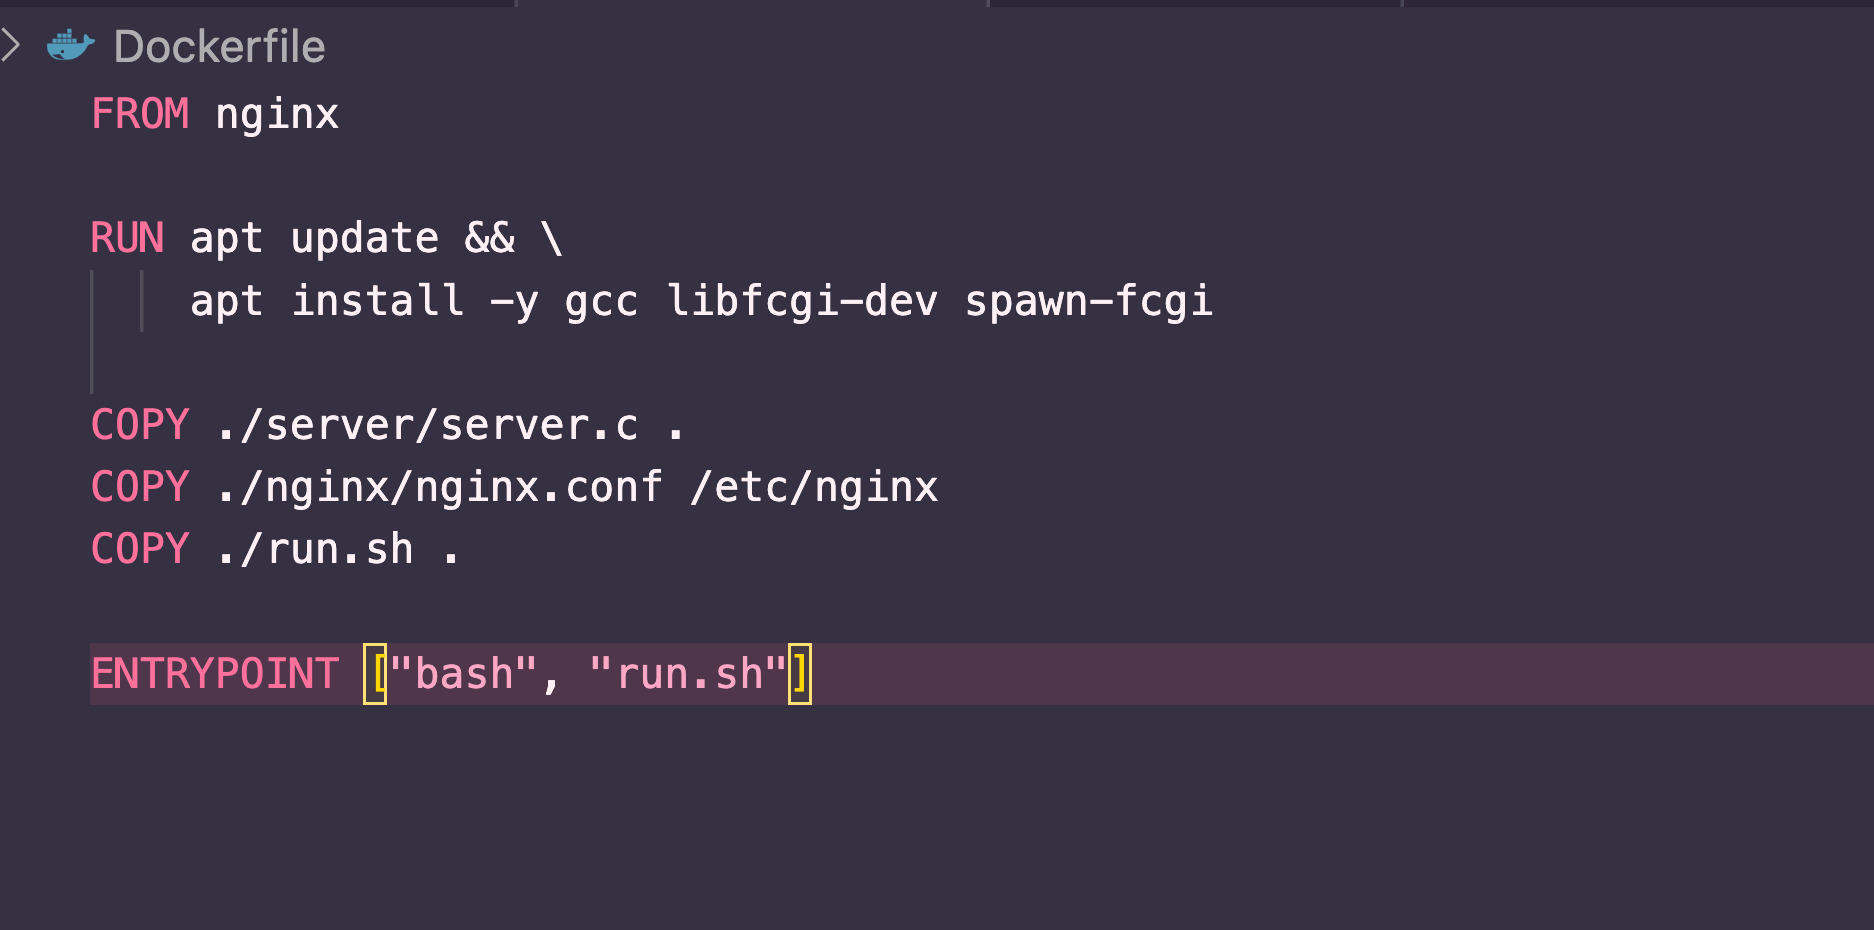 Dockerfile
FROM nginx
RUN apt update && \
apt install -y gcc libfcgi-dev spawn-fcgi
COPY ./server/server.c .
COPY ./nginx/nginx.conf /etc/nginx
COPY ./run.sh .
ENTRYPOINT ["bash", "run.sh"]